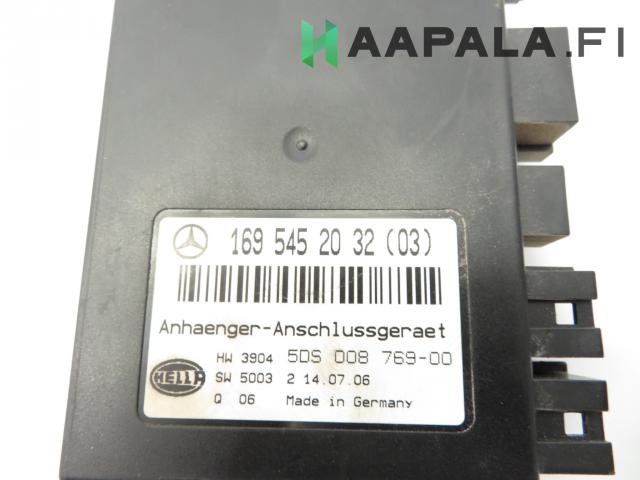 HAAPALA.FI
169 545 20 32 (03)
Anhaenger-Anschlussgeraet
HW 3904 5DS 008 769-00
HELLA
SW 5003 2 14.07.06
Q 06 Made in Germany